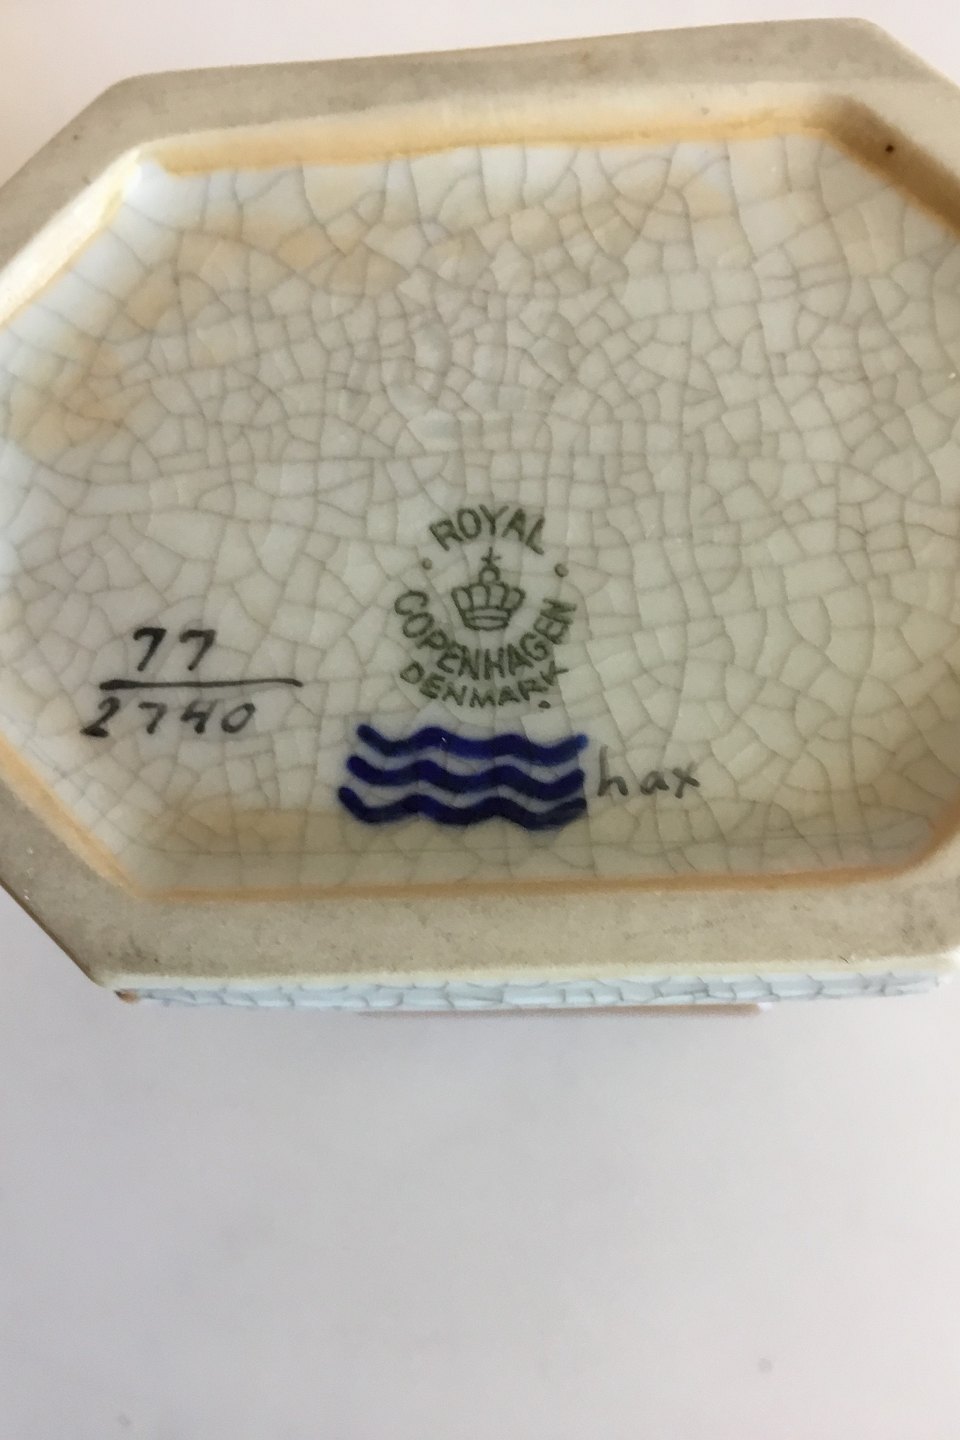 ROYAL
COPENHAGEN
DENMARK
77
2740
hax